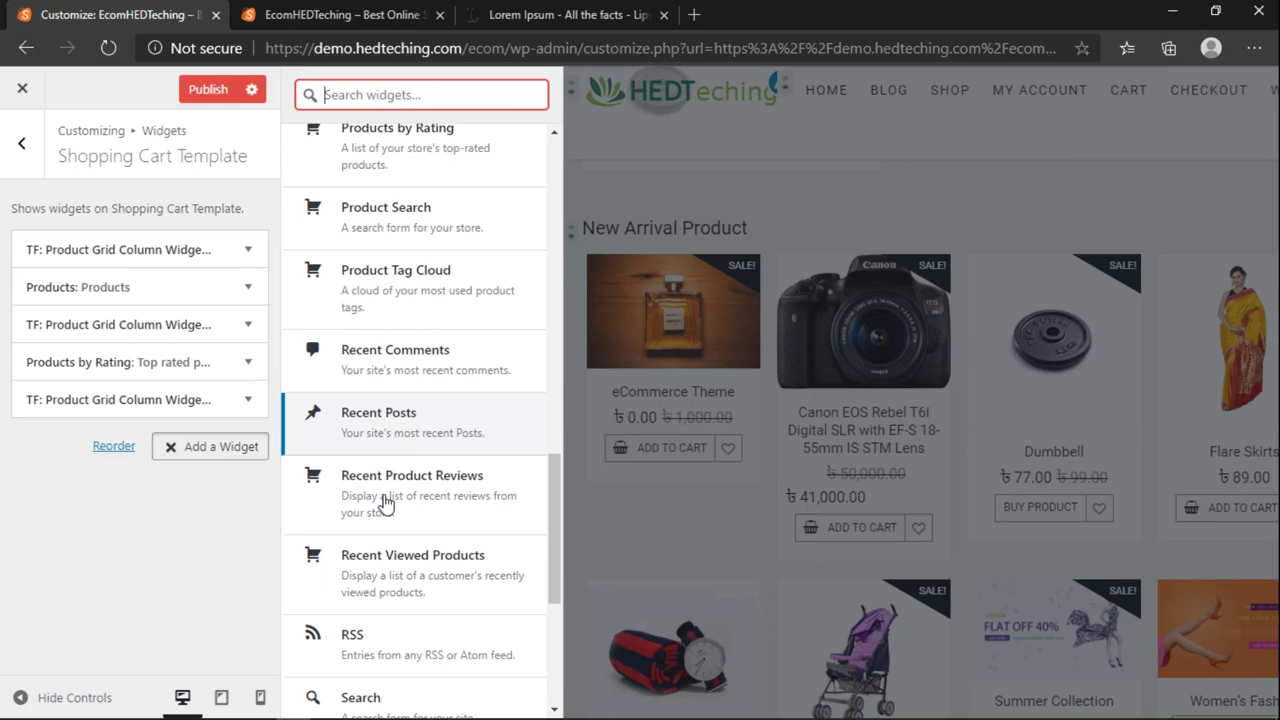 Customize: EcomHEDTeching – B
EcomHEDTeching – Best Online S
Lorem Ipsum - All the facts - Lips
Not secure
https://demo.hedteching.com/ecom/wp-admin/customize.php?url=https%3A%2F%2Fdemo.hedteching.com%2Fecom...
Publish
Customizing ▸ Widgets
Shopping Cart Template
Shows widgets on Shopping Cart Template.
TF: Product Grid Column Widge...
Products: Products
TF: Product Grid Column Widge...
Products by Rating: Top rated p...
TF: Product Grid Column Widge...
Reorder
Add a Widget
Hide Controls
Search widgets...
Products by Rating
A list of your store's top-rated
products.
Product Search
A search form for your store.
Product Tag Cloud
A cloud of your most used product
tags.
Recent Comments
Your site's most recent comments.
Recent Posts
Your site's most recent Posts.
Recent Product Reviews
Display a list of recent reviews from
your store.
Recent Viewed Products
Display a list of a customer's recently
viewed products.
RSS
Entries from any RSS or Atom feed.
Search
A search form for your site.
HEDTeching
HOME
BLOG
SHOP
MY ACCOUNT
CART
CHECKOUT
W
New Arrival Product
SALE!
eCommerce Theme
৳ 0.00 ৳ 1,000.00
ADD TO CART
SALE!
Canon
Canon EOS Rebel T6i
Digital SLR with EF-S 18-
55mm IS STM Lens
৳ 50,000.00
৳ 41,000.00
ADD TO CART
SALE!
Dumbbell
৳ 77.00 ৳ 99.00
BUY PRODUCT
Flare Skirts
৳ 89.00
ADD TO CART
SALE!
SALE!
FLAT OFF 40%
Summer Collection
Women's Fash